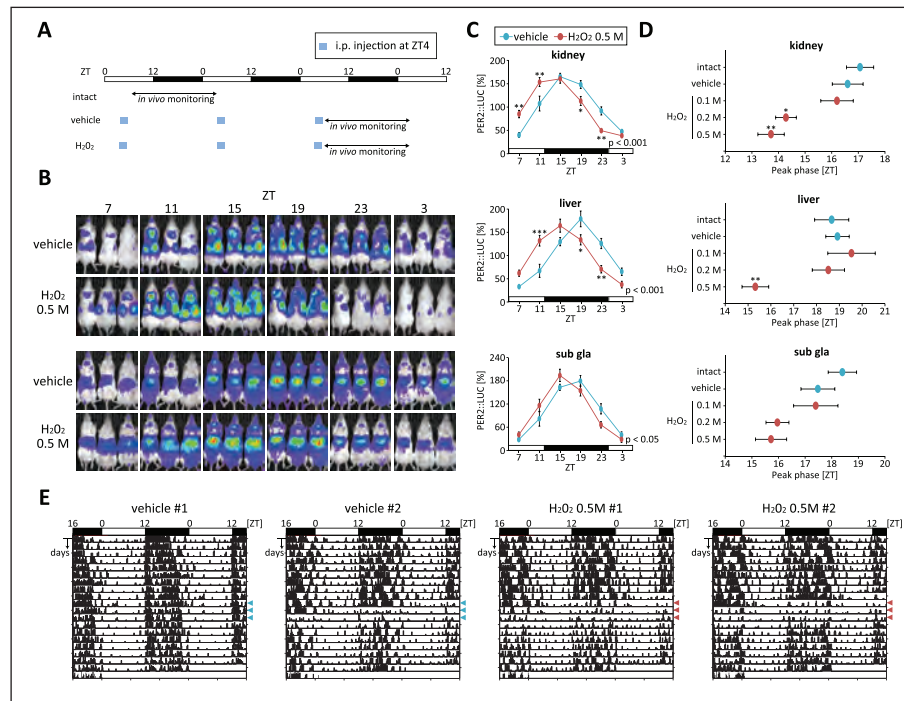 A
i.p. injection at ZT4
ZT 0 12 0 12 0 12 0 12
intact
in vivo monitoring
vehicle
in vivo monitoring
H2O2
in vivo monitoring
B
ZT
7 11 15 19 23 3
vehicle
H2O2
0.5 M
vehicle
H2O2
0.5 M
C
vehicle H2O2 0.5 M
kidney
PER2::LUC [%]
200
150
100
50
0
** ** * **
p < 0.001
7 11 15 19 23 3
ZT
liver
PER2::LUC [%]
200
150
100
50
0
*** * **
p < 0.001
7 11 15 19 23 3
ZT
sub gla
PER2::LUC [%]
240
200
150
100
50
0
p < 0.05
7 11 15 19 23 3
ZT
D
kidney
intact
vehicle
0.1 M
H2O2 0.2 M *
0.5 M **
12 13 14 15 16 17 18
Peak phase [ZT]
liver
intact
vehicle
0.1 M
H2O2 0.2 M
0.5 M **
14 15 16 17 18 19 20 21
Peak phase [ZT]
sub gla
intact
vehicle
0.1 M
H2O2 0.2 M
0.5 M
14 15 16 17 18 19 20
Peak phase [ZT]
E
vehicle #1
16 0 12 0 12 [ZT]
days
vehicle #2
16 0 12 0 12 [ZT]
days
H2O2 0.5M #1
16 0 12 0 12 [ZT]
days
H2O2 0.5M #2
16 0 12 0 12 [ZT]
days